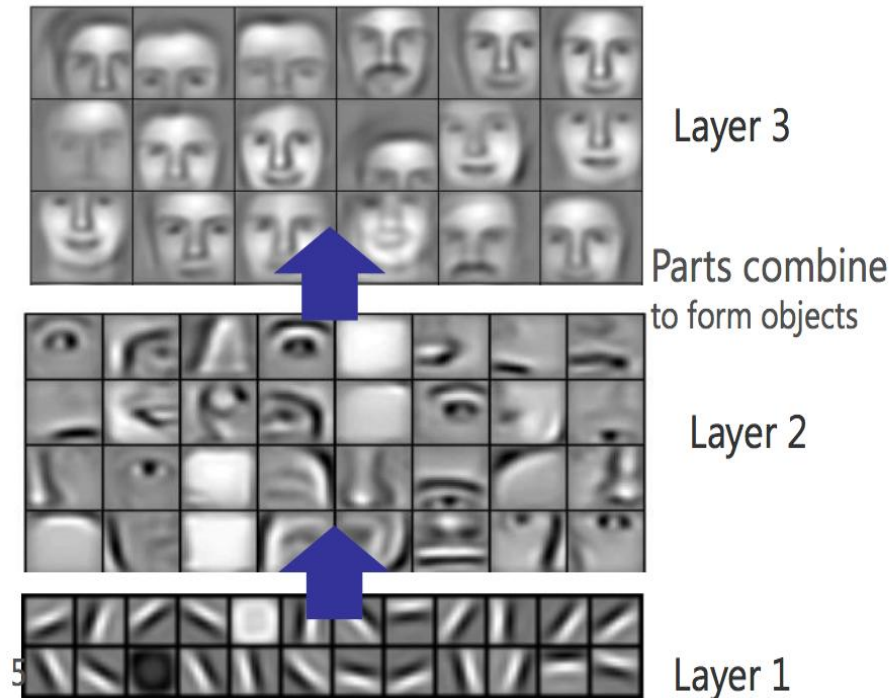 Layer 3
Parts combine
to form objects
Layer 2
5
Layer 1